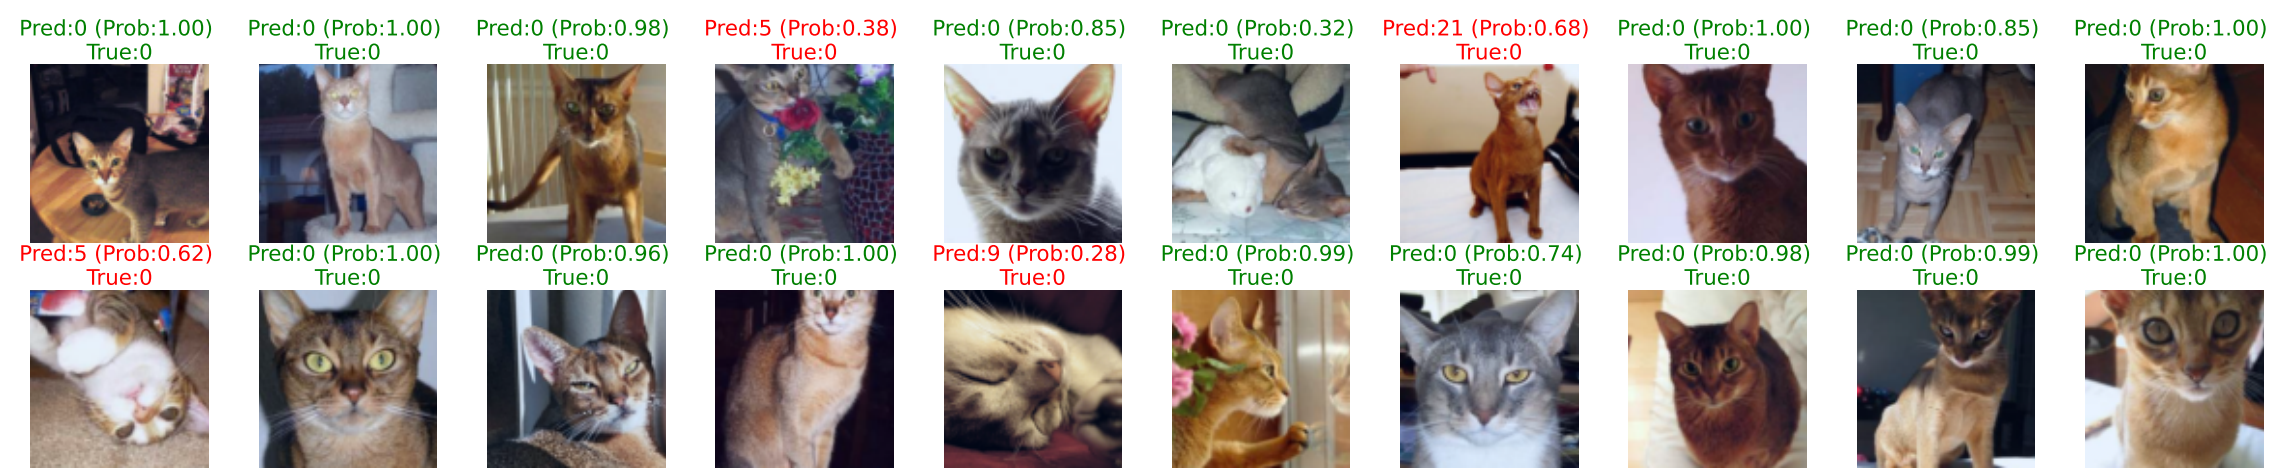 Pred:0 (Prob:1.00)
True:0
Pred:0 (Prob:1.00)
True:0
Pred:0 (Prob:0.98)
True:0
Pred:5 (Prob:0.38)
True:0
Pred:0 (Prob:0.85)
True:0
Pred:0 (Prob:0.32)
True:0
Pred:21 (Prob:0.68)
True:0
Pred:0 (Prob:1.00)
True:0
Pred:0 (Prob:0.85)
True:0
Pred:0 (Prob:1.00)
True:0
Pred:5 (Prob:0.62)
True:0
Pred:0 (Prob:1.00)
True:0
Pred:0 (Prob:0.96)
True:0
Pred:0 (Prob:1.00)
True:0
Pred:9 (Prob:0.28)
True:0
Pred:0 (Prob:0.99)
True:0
Pred:0 (Prob:0.74)
True:0
Pred:0 (Prob:0.98)
True:0
Pred:0 (Prob:0.99)
True:0
Pred:0 (Prob:1.00)
True:0